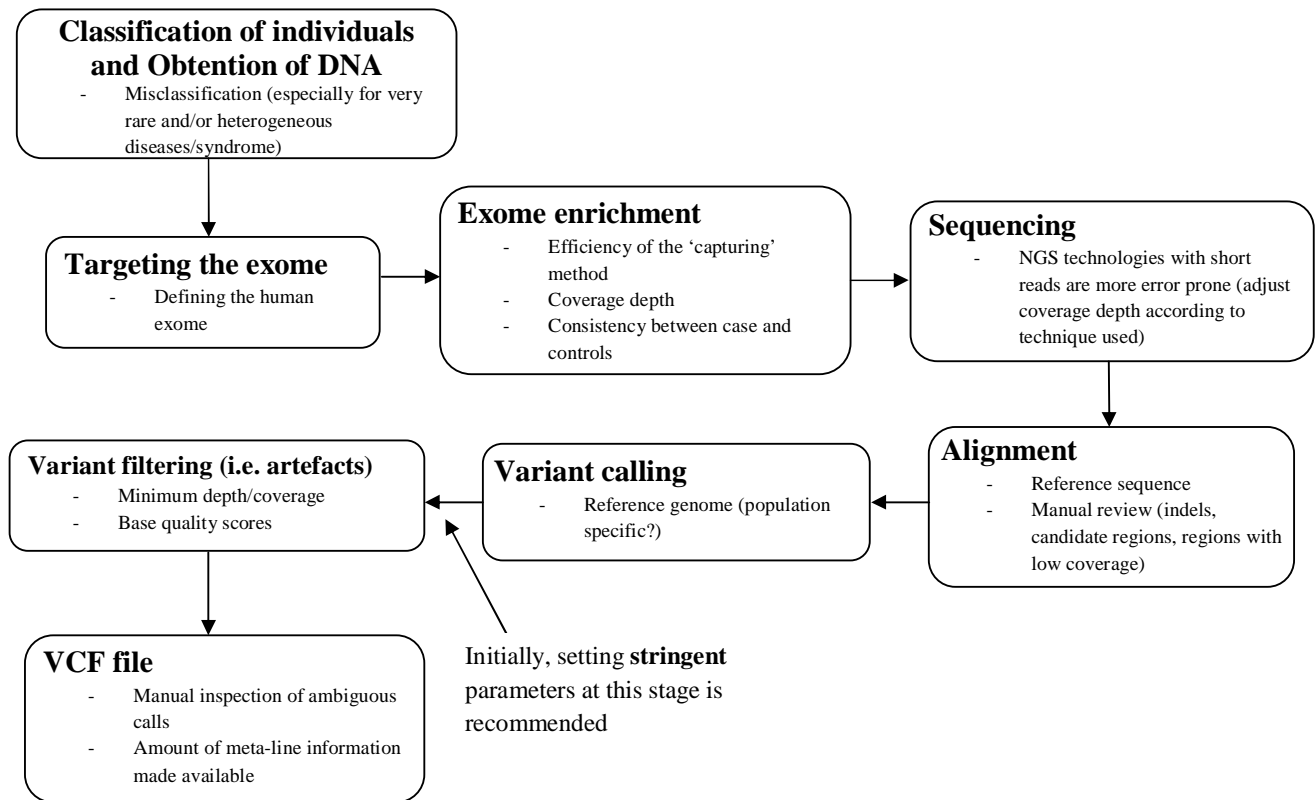 Classification of individuals
and Obtention of DNA
- Misclassification (especially for very
rare and/or heterogeneous
diseases/syndrome)
Targeting the exome
- Defining the human
exome
Exome enrichment
- Efficiency of the ‘capturing’
method
- Coverage depth
- Consistency between case and
controls
Sequencing
- NGS technologies with short
reads are more error prone (adjust
coverage depth according to
technique used)
Alignment
- Reference sequence
- Manual review (indels,
candidate regions, regions with
low coverage)
Variant calling
- Reference genome (population
specific?)
Variant filtering (i.e. artefacts)
- Minimum depth/coverage
- Base quality scores
Initially, setting stringent
parameters at this stage is
recommended
VCF file
- Manual inspection of ambiguous
calls
- Amount of meta-line information
made available